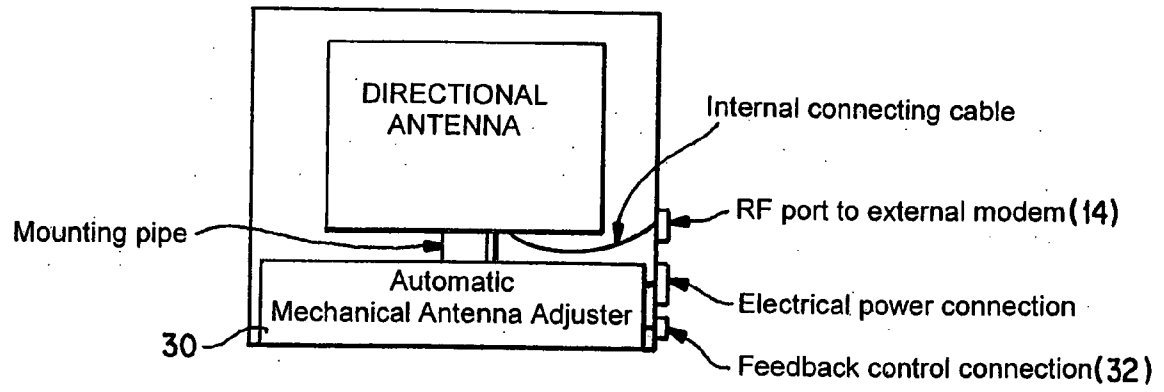 DIRECTIONAL
ANTENNA
Internal connecting cable
RF port to external modem(14)
Mounting pipe
Automatic
Mechanical Antenna Adjuster
Electrical power connection
30
Feedback control connection(32)